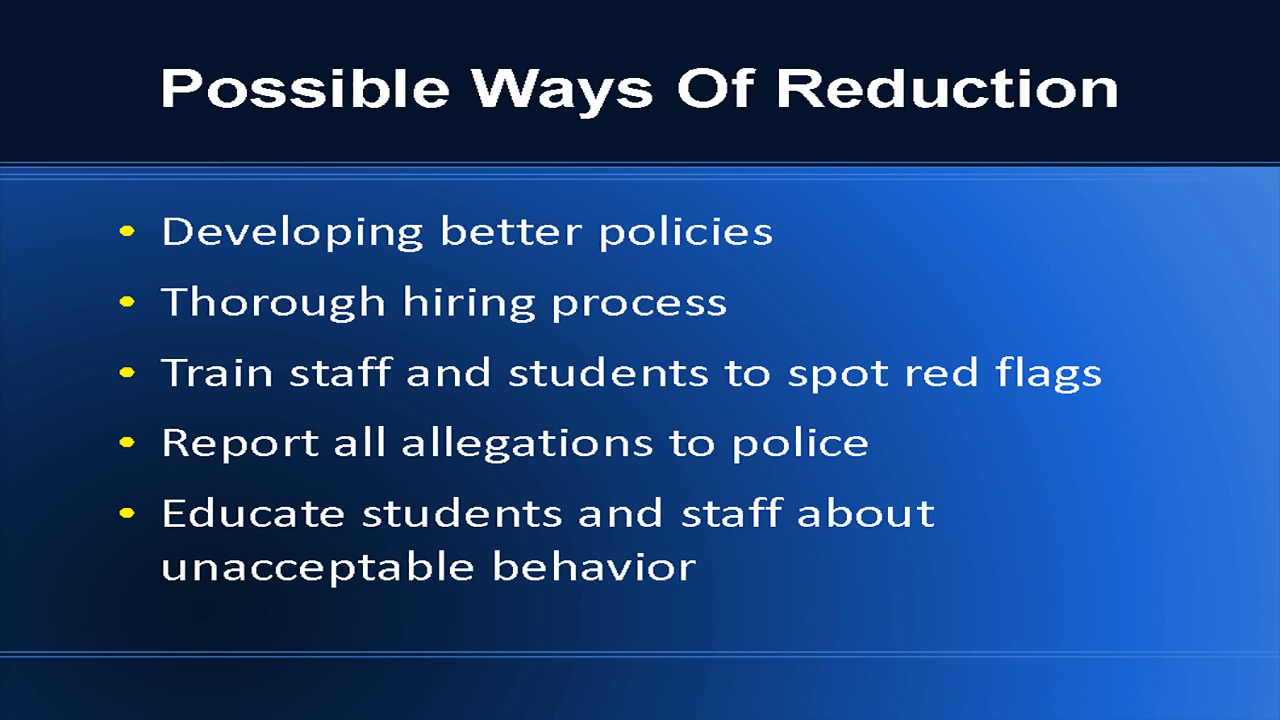 Possible Ways Of Reduction
• Developing better policies
• Thorough hiring process
• Train staff and students to spot red flags
• Report all allegations to police
• Educate students and staff about
unacceptable behavior